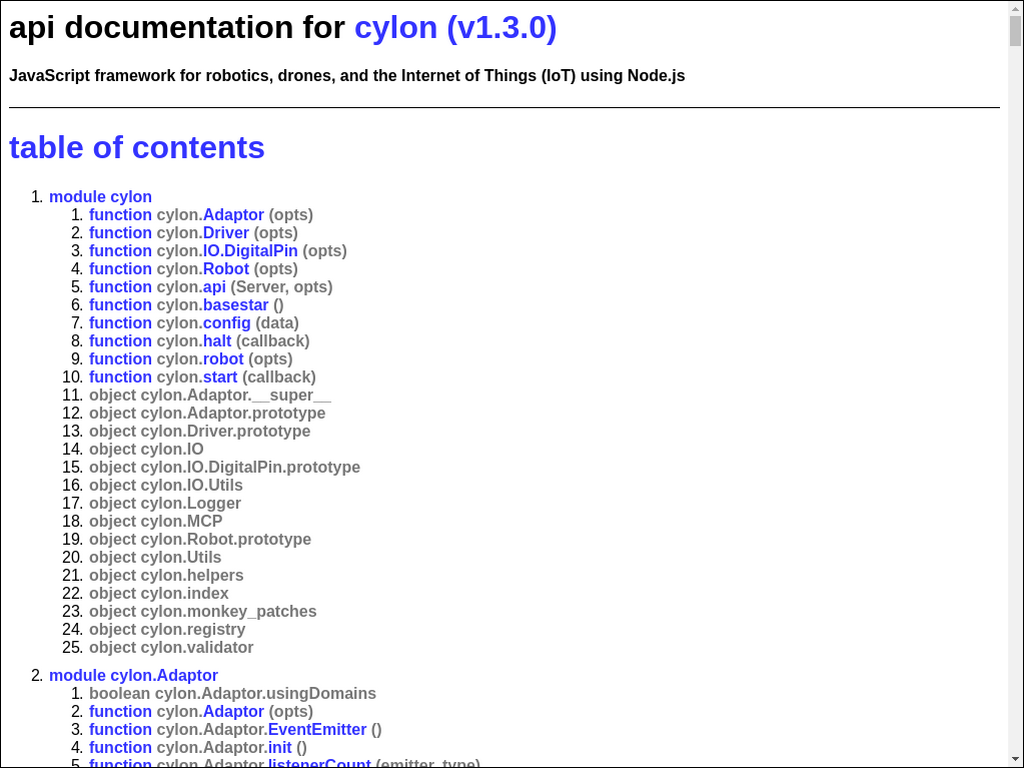 api documentation for cylon (v1.3.0)
JavaScript framework for robotics, drones, and the Internet of Things (IoT) using Node.js
table of contents
1. module cylon
1. function cylon.Adaptor (opts)
2. function cylon.Driver (opts)
3. function cylon.IO.DigitalPin (opts)
4. function cylon.Robot (opts)
5. function cylon.api (Server, opts)
6. function cylon.basestar ()
7. function cylon.config (data)
8. function cylon.halt (callback)
9. function cylon.robot (opts)
10. function cylon.start (callback)
11. object cylon.Adaptor.__super__
12. object cylon.Adaptor.prototype
13. object cylon.Driver.prototype
14. object cylon.IO
15. object cylon.IO.DigitalPin.prototype
16. object cylon.IO.Utils
17. object cylon.Logger
18. object cylon.MCP
19. object cylon.Robot.prototype
20. object cylon.Utils
21. object cylon.helpers
22. object cylon.index
23. object cylon.monkey_patches
24. object cylon.registry
25. object cylon.validator
2. module cylon.Adaptor
1. boolean cylon.Adaptor.usingDomains
2. function cylon.Adaptor (opts)
3. function cylon.Adaptor.EventEmitter ()
4. function cylon.Adaptor.init ()
5. function cylon.Adaptor.listenerCount (emitter, type)